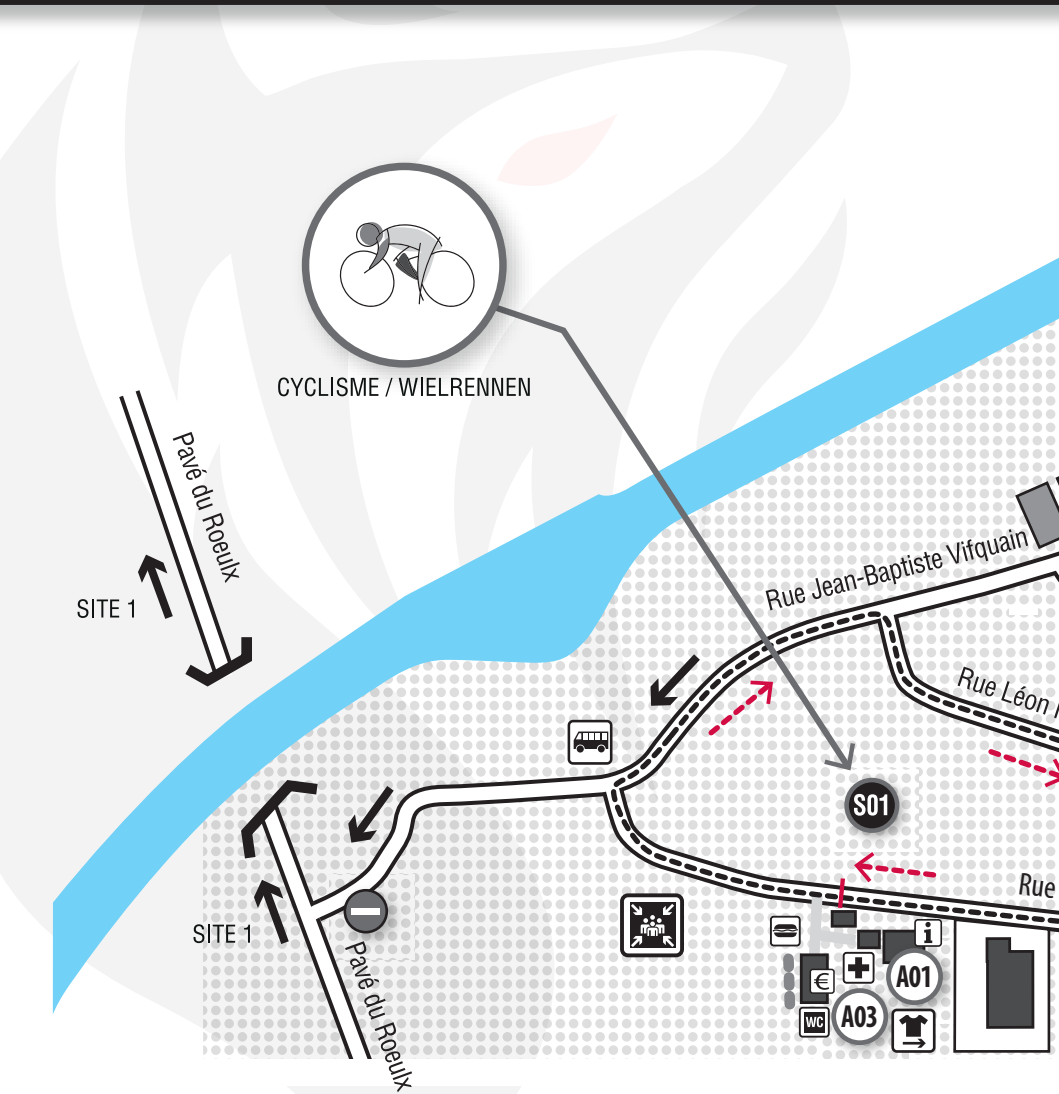 CYCLISME / WIELRENNEN
Pavé du Roeulx
SITE 1
Rue Jean-Baptiste Vifquain
Rue Léon
S01
Rue
SITE 1
Pavé du Roeulx
i
A01
€
A03
WC